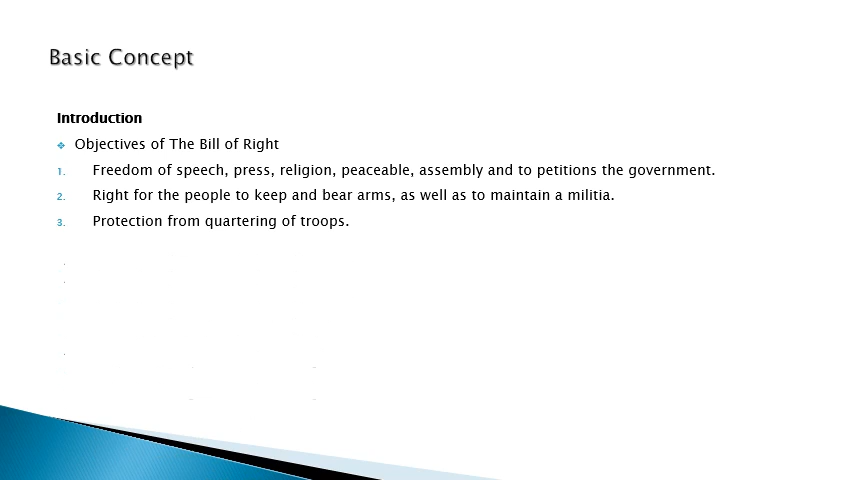 Basic Concept
Introduction
❖ Objectives of The Bill of Right
1. Freedom of speech, press, religion, peaceable, assembly and to petitions the government.
2. Right for the people to keep and bear arms, as well as to maintain a militia.
3. Protection from quartering of troops.